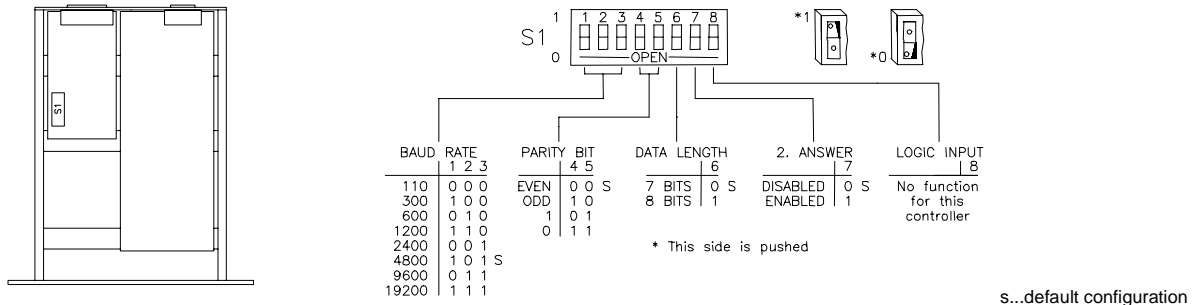 S1
S1
1
0
1 2 3 4 5 6 7 8
OPEN
*1
*0
BAUD RATE
1 2 3
110 0 0 0
300 1 0 0
600 0 1 0
1200 1 1 0
2400 0 0 1
4800 1 0 1 S
9600 0 1 1
19200 1 1 1
PARITY BIT
4 5
EVEN 0 0 S
ODD 1 0
1 0 1
0 1 1
DATA LENGTH
6
7 BITS 0 S
8 BITS 1
2. ANSWER
7
DISABLED 0 S
ENABLED 1
LOGIC INPUT
8
No function
for this
controller
* This side is pushed
s...default configuration